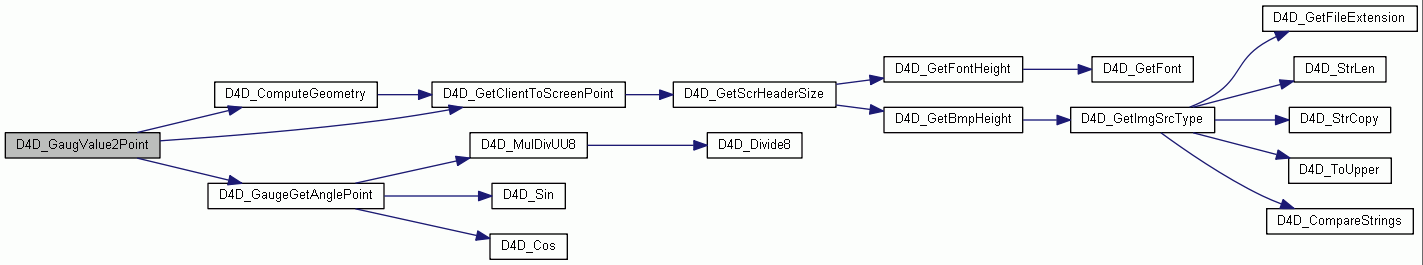 D4D_GaugValue2Point
D4D_ComputeGeometry
D4D_GetClientToScreenPoint
D4D_GetScrHeaderSize
D4D_GetFontHeight
D4D_GetFont
D4D_GetBmpHeight
D4D_GetImgSrcType
D4D_GetFileExtension
D4D_StrLen
D4D_StrCopy
D4D_ToUpper
D4D_CompareStrings
D4D_GaugeGetAnglePoint
D4D_MulDivUU8
D4D_Divide8
D4D_Sin
D4D_Cos